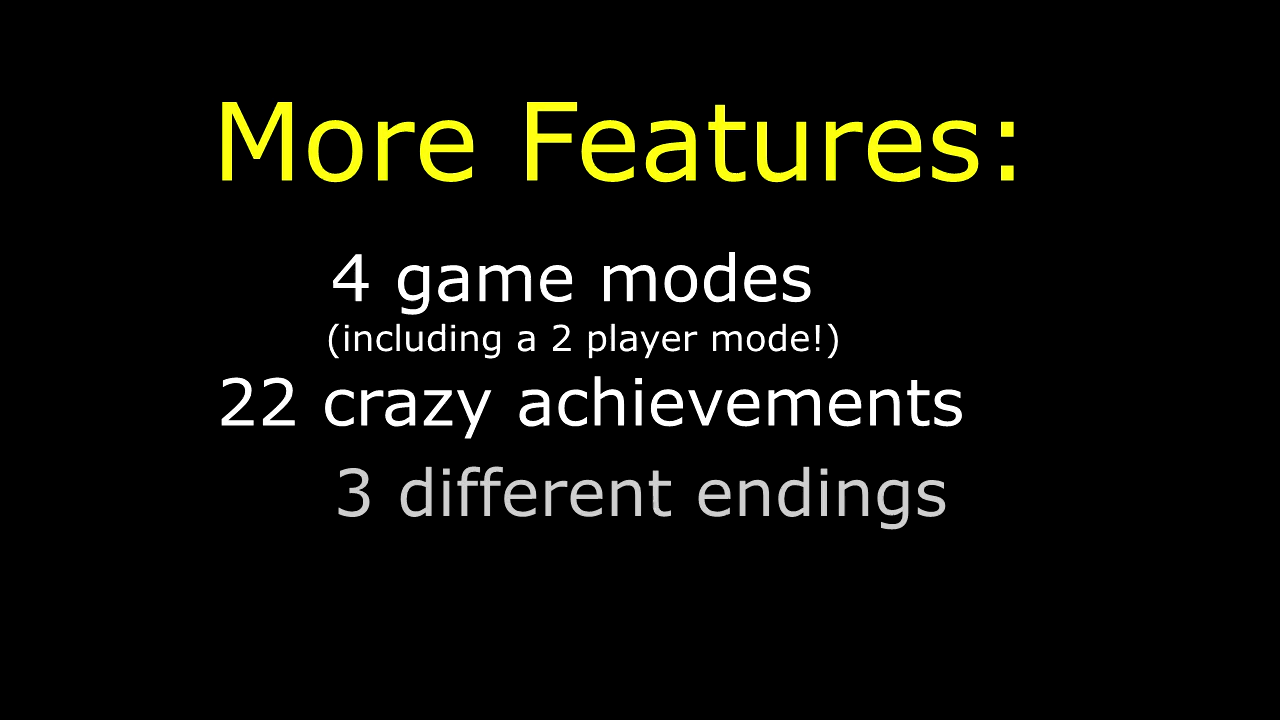 More Features:
4 game modes
(including a 2 player mode!)
22 crazy achievements
3 different endings